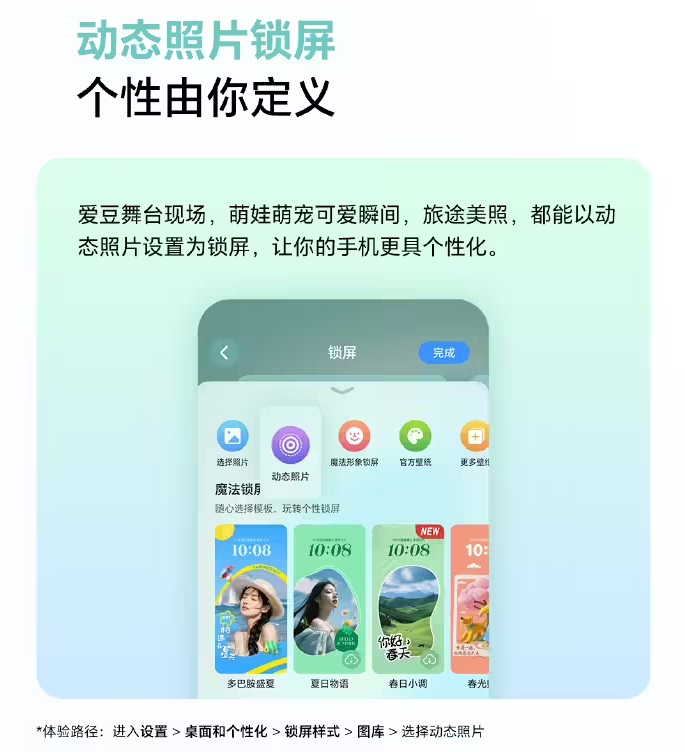 动态照片锁屏
个性由你定义
爱豆舞台现场，萌娃萌宠可爱瞬间，旅途美照，都能以动
态照片设置为锁屏，让你的手机更具个性化。
锁屏
完成
选择照片
动态照片
魔法形象锁屏
官方壁纸
更多壁纸
魔法锁屏
随心选择模板，玩转个性锁屏
10:08
10:08
NEW
10:08
10:
你好
春天
多巴胺盛夏
夏日物语
春日小调
春光
*体验路径：进入设置 > 桌面和个性化 > 锁屏样式 > 图库 > 选择动态照片